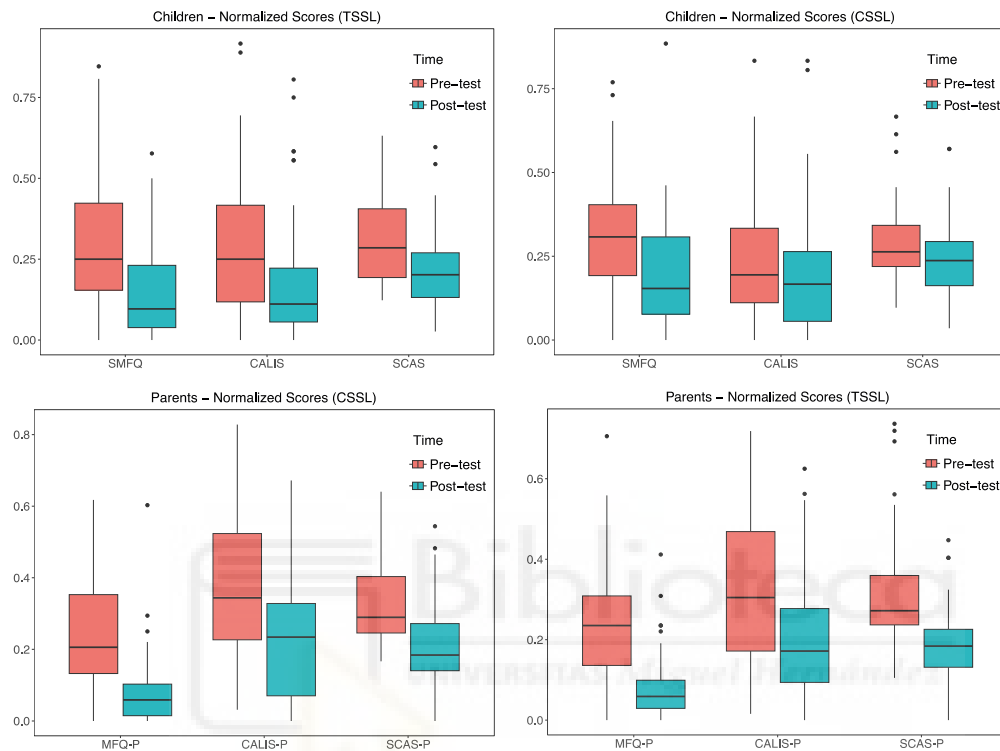 Children – Normalized Scores (TSSL)
Time
Pre-test
Post-test
0.75
0.50
0.25
0.00
SMFQ CALIS SCAS
Children – Normalized Scores (CSSL)
Time
Pre-test
Post-test
0.75
0.50
0.25
0.00
SMFQ CALIS SCAS
Parents – Normalized Scores (CSSL)
Time
Pre-test
Post-test
0.8
0.6
0.4
0.2
0.0
MFQ-P CALIS-P SCAS-P
Parents – Normalized Scores (TSSL)
Time
Pre-test
Post-test
0.6
0.4
0.2
0.0
MFQ-P CALIS-P SCAS-P
Biblioteca
UNIVERSITAS Miguel Hernández